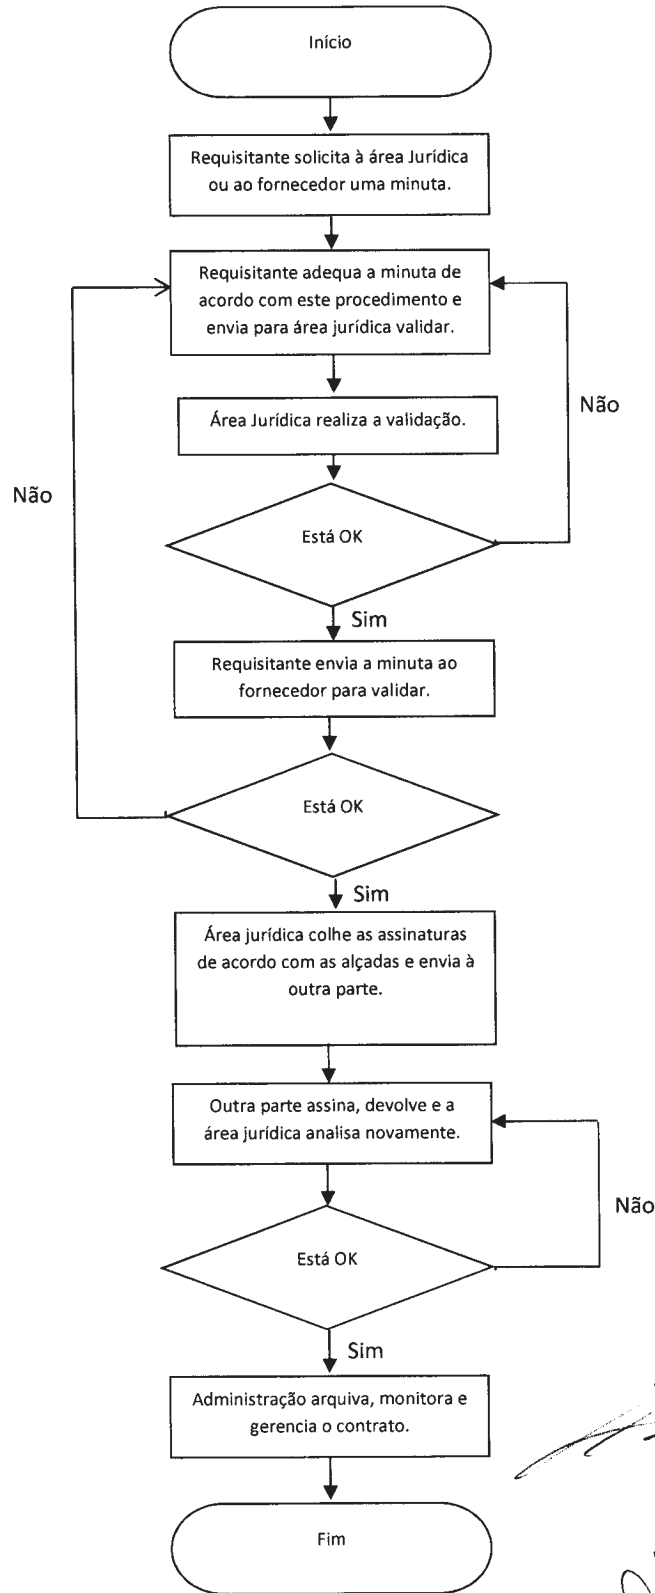 Início
Requisitante solicita à área Jurídica
ou ao fornecedor uma minuta.
Requisitante adequa a minuta de
acordo com este procedimento e
envia para área jurídica validar.
Não
Área Jurídica realiza a validação.
Não
Está OK
Sim
Requisitante envia a minuta ao
fornecedor para validar.
Está OK
Sim
Área jurídica colhe as assinaturas
de acordo com as alçadas e envia à
outra parte.
Outra parte assina, devolve e a
área jurídica analisa novamente.
Não
Está OK
Sim
Administração arquiva, monitora e
gerencia o contrato.
Fim